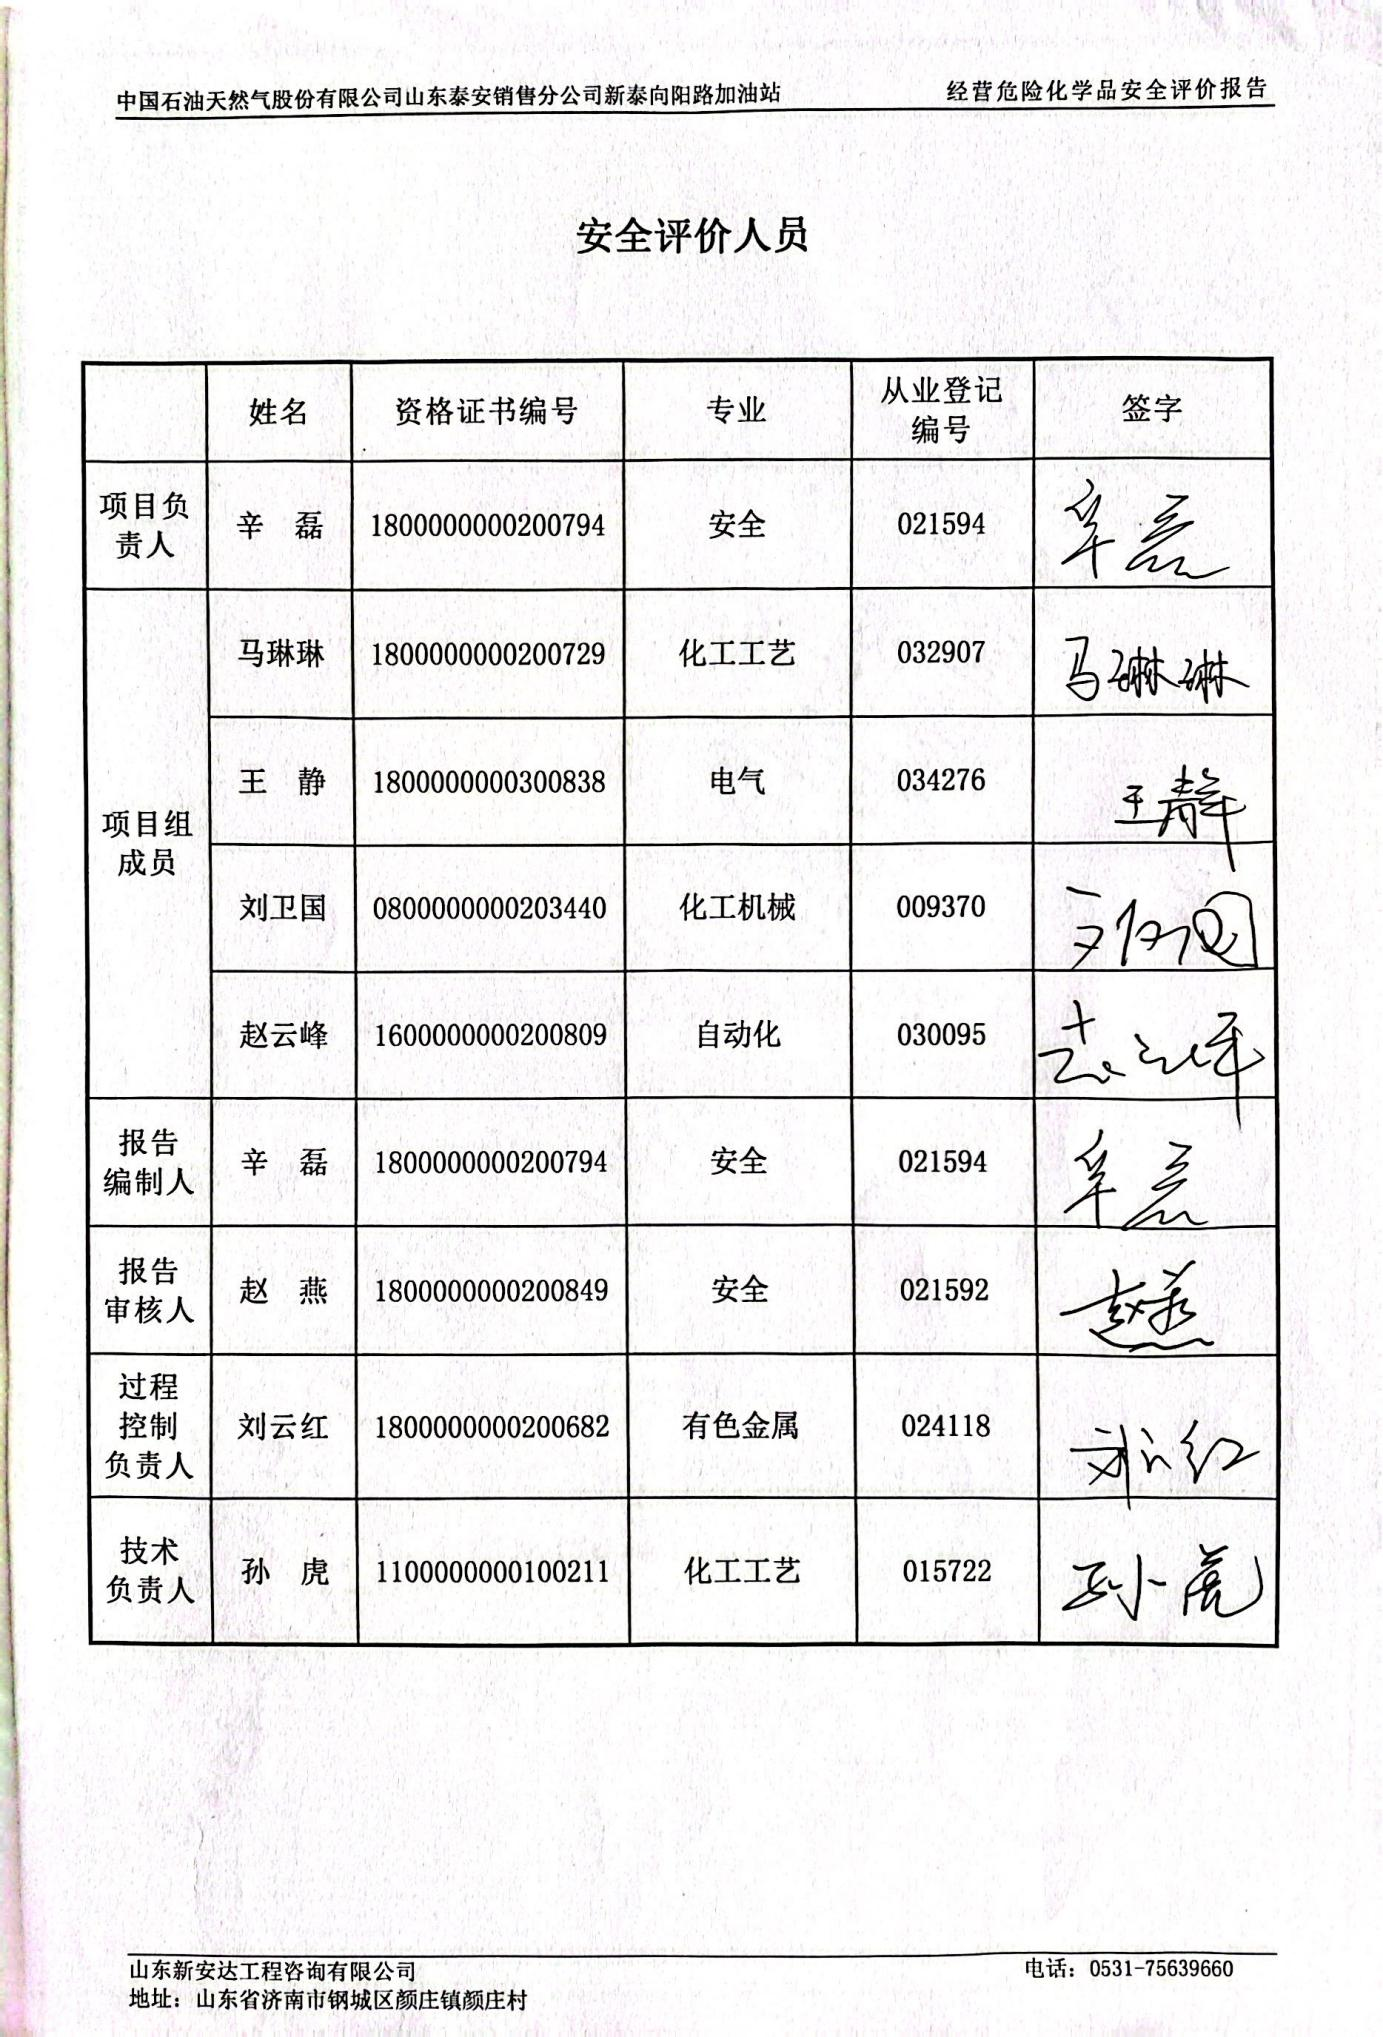 中国石油天然气股份有限公司山东泰安销售分公司新泰向阳路加油站 经营危险化学品安全评价报告
安全评价人员
姓名 资格证书编号 专业 从业登记编号 签字
项目负责人 辛 磊 1800000000200794 安全 021594 辛磊
项目组成员 马琳琳 1800000000200729 化工工艺 032907 马琳琳
王 静 1800000000300838 电气 034276 王静
刘卫国 0800000000203440 化工机械 009370 刘卫国
赵云峰 1600000000200809 自动化 030095 赵云峰
报告编制人 辛 磊 1800000000200794 安全 021594 辛磊
报告审核人 赵 燕 1800000000200849 安全 021592 赵燕
过程控制负责人 刘云红 1800000000200682 有色金属 024118 刘云红
技术负责人 孙 虎 1100000000100211 化工工艺 015722 孙虎
山东新安达工程咨询有限公司 电话：0531-75639660
地址：山东省济南市钢城区颜庄镇颜庄村